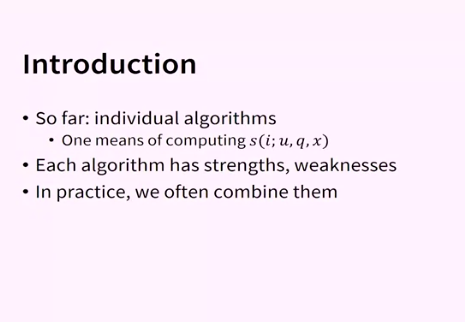 Introduction
• So far: individual algorithms
• One means of computing s(i; u, q, x)
• Each algorithm has strengths, weaknesses
• In practice, we often combine them